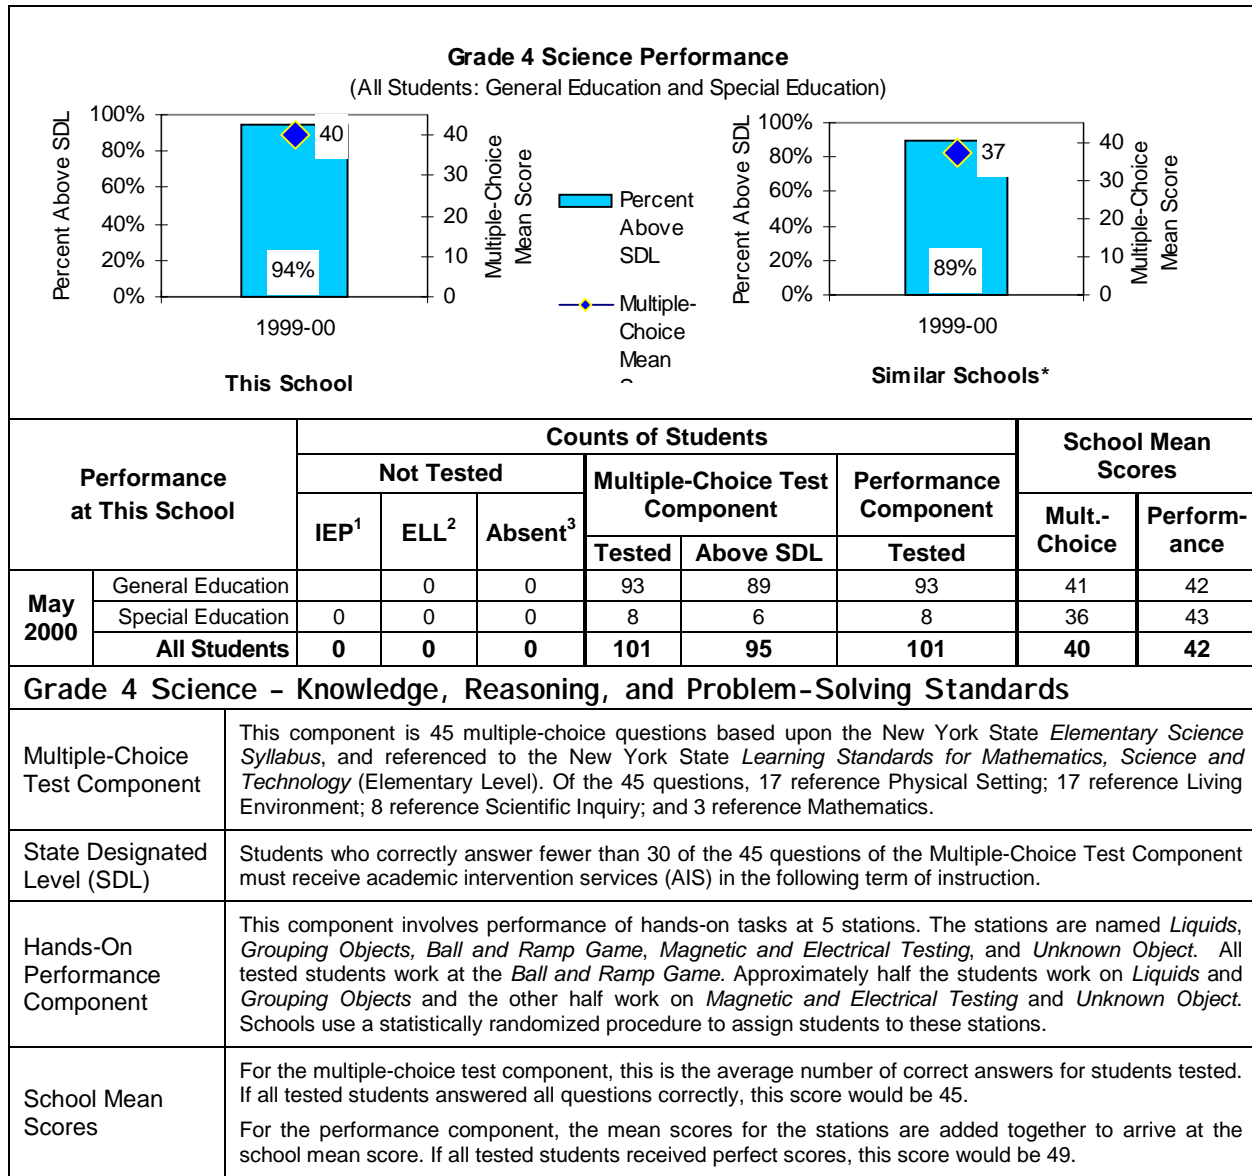 Grade 4 Science Performance
(All Students: General Education and Special Education)
Percent Above SDL
100%
80%
60%
40%
20%
0%
40
94%
40
30
20
10
0
Multiple-Choice
Mean Score
1999-00
This School
Percent
Above
SDL
Multiple-
Choice
Mean
Percent Above SDL
100%
80%
60%
40%
20%
0%
37
89%
40
30
20
10
0
Multiple-Choice
Mean Score
1999-00
Similar Schools*
Performance
at This School
Counts of Students
School Mean
Scores
Not Tested
Multiple-Choice Test
Component
Performance
Component
IEP1 ELL2 Absent3
Tested Above SDL Tested
Mult.-
Choice
Perform-
ance
May
2000
General Education 0 0 93 89 93 41 42
Special Education 0 0 0 8 6 8 36 43
All Students 0 0 0 101 95 101 40 42
Grade 4 Science – Knowledge, Reasoning, and Problem-Solving Standards
Multiple-Choice
Test Component
This component is 45 multiple-choice questions based upon the New York State Elementary Science
Syllabus, and referenced to the New York State Learning Standards for Mathematics, Science and
Technology (Elementary Level). Of the 45 questions, 17 reference Physical Setting; 17 reference Living
Environment; 8 reference Scientific Inquiry; and 3 reference Mathematics.
State Designated
Level (SDL)
Students who correctly answer fewer than 30 of the 45 questions of the Multiple-Choice Test Component
must receive academic intervention services (AIS) in the following term of instruction.
Hands-On
Performance
Component
This component involves performance of hands-on tasks at 5 stations. The stations are named Liquids,
Grouping Objects, Ball and Ramp Game, Magnetic and Electrical Testing, and Unknown Object. All
tested students work at the Ball and Ramp Game. Approximately half the students work on Liquids and
Grouping Objects and the other half work on Magnetic and Electrical Testing and Unknown Object.
Schools use a statistically randomized procedure to assign students to these stations.
School Mean
Scores
For the multiple-choice test component, this is the average number of correct answers for students tested.
If all tested students answered all questions correctly, this score would be 45.
For the performance component, the mean scores for the stations are added together to arrive at the
school mean score. If all tested students received perfect scores, this score would be 49.